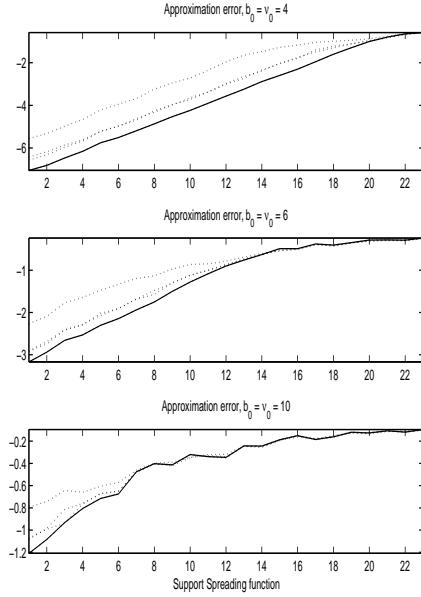 Approximation error, b₀ = ν₀ = 4
−2
−4
−6
2 4 6 8 10 12 14 16 18 20 22
Approximation error, b₀ = ν₀ = 6
−1
−2
−3
2 4 6 8 10 12 14 16 18 20 22
Approximation error, b₀ = ν₀ = 10
−0.2
−0.4
−0.6
−0.8
−1
−1.2
2 4 6 8 10 12 14 16 18 20 22
Support Spreading function